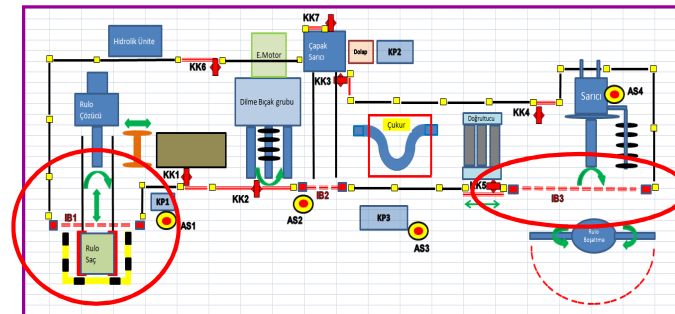 KK7
Hidrolik Ünite
E.Motor
Çapak
Sarıcı
Dolap
KP2
KK6
KK3
Rulo
Çözücü
Dilme Bıçak grubu
Sarıcı
AS4
KK4
Doğrultucu
Çukur
KK1
KK2
IB2
KK5
IB3
KP1
IB1
AS1
AS2
KP3
AS3
Rulo
Saç
Rulo
Boşaltma